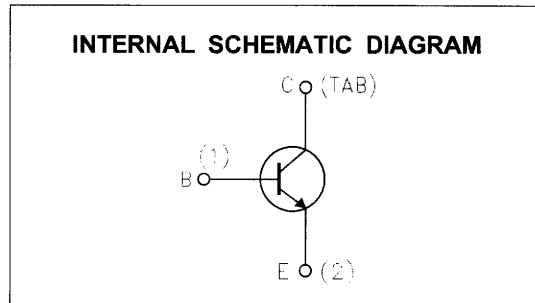 INTERNAL SCHEMATIC DIAGRAM
C (TAB)
(1)
B
E (2)